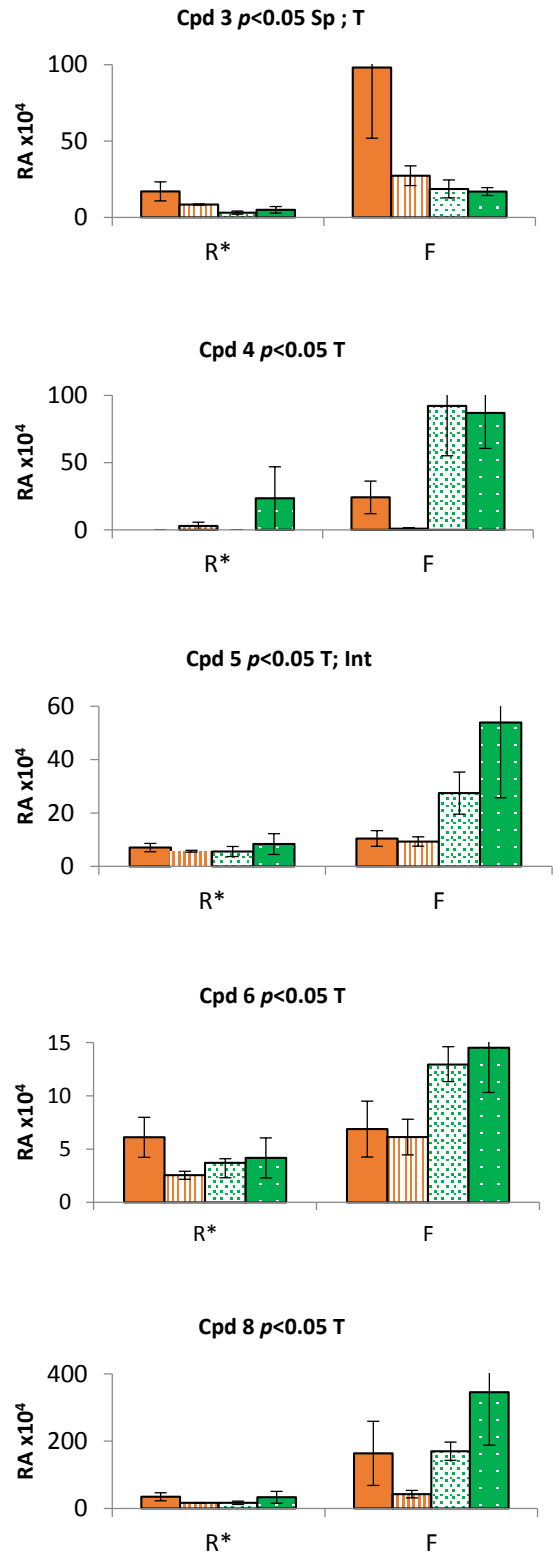 Cpd 3 p<0.05 Sp ; T
100
50
0
RA x10⁴
R* F
Cpd 4 p<0.05 T
100
50
0
RA x10⁴
R* F
Cpd 5 p<0.05 T; Int
60
40
20
0
RA x10⁴
R* F
Cpd 6 p<0.05 T
15
10
5
0
RA x10⁴
R* F
Cpd 8 p<0.05 T
400
200
0
RA x10⁴
R* F